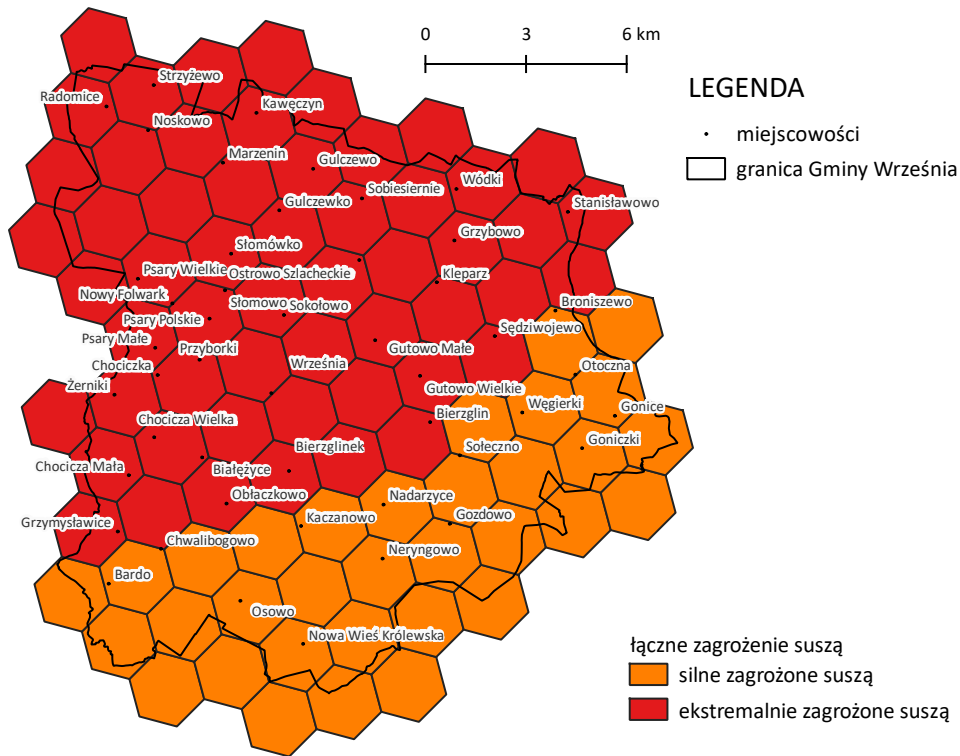 0 3 6 km
LEGENDA
miejscowości
granica Gminy Września
Strzyżewo
Radomice
Kawęczyn
Noskowo
Marzenin
Gulczewo
Wódki
Sobiesiernie
Gulczewko
Stanisławowo
Grzybowo
Słomówko
Psary Wielkie
Ostrowo Szlacheckie
Kleparz
Nowy Folwark
Słomowo
Sokołowo
Broniszewo
Psary Polskie
Sędziwojewo
Psary Małe
Przyborki
Gutowo Małe
Chociczka
Września
Otoczna
Żerniki
Gutowo Wielkie
Węgierki
Gonice
Chocicza Wielka
Bierzglin
Bierzglinek
Sołeczno
Goniczki
Chocicza Mała
Białężyce
Obłaczkowo
Nadarzyce
Grzymysławice
Kaczanowo
Gozdowo
Chwalibogowo
Neryngowo
Bardo
Osowo
Nowa Wieś Królewska
łączne zagrożenie suszą
silne zagrożone suszą
ekstremalnie zagrożone suszą